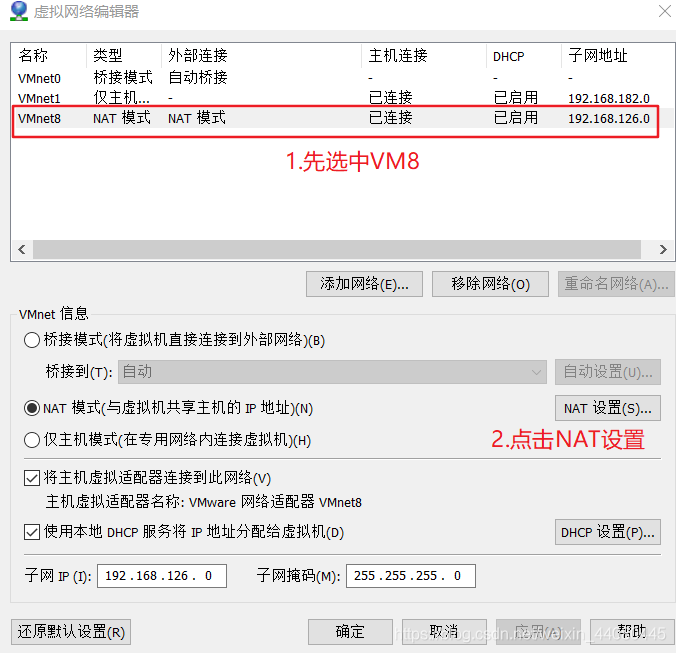 虚拟网络编辑器
名称 类型 外部连接 主机连接 DHCP 子网地址
VMnet0 桥接模式 自动桥接 - - -
VMnet1 仅主机... - 已连接 已启用 192.168.182.0
VMnet8 NAT 模式 NAT 模式 已连接 已启用 192.168.126.0
1.先选中VM8
添加网络(E)... 移除网络(O) 重命名网络(A)...
VMnet 信息
桥接模式(将虚拟机直接连接到外部网络)(B)
桥接到(T): 自动 自动设置(U)...
NAT 模式(与虚拟机共享主机的 IP 地址)(N) NAT 设置(S)...
仅主机模式(在专用网络内连接虚拟机)(H)
2.点击NAT设置
将主机虚拟适配器连接到此网络(V)
主机虚拟适配器名称: VMware 网络适配器 VMnet8
使用本地 DHCP 服务将 IP 地址分配给虚拟机(D) DHCP 设置(P)...
子网 IP (I): 192.168.126. 0 子网掩码(M): 255.255.255. 0
还原默认设置(R) 确定 取消 应用(A) 帮助